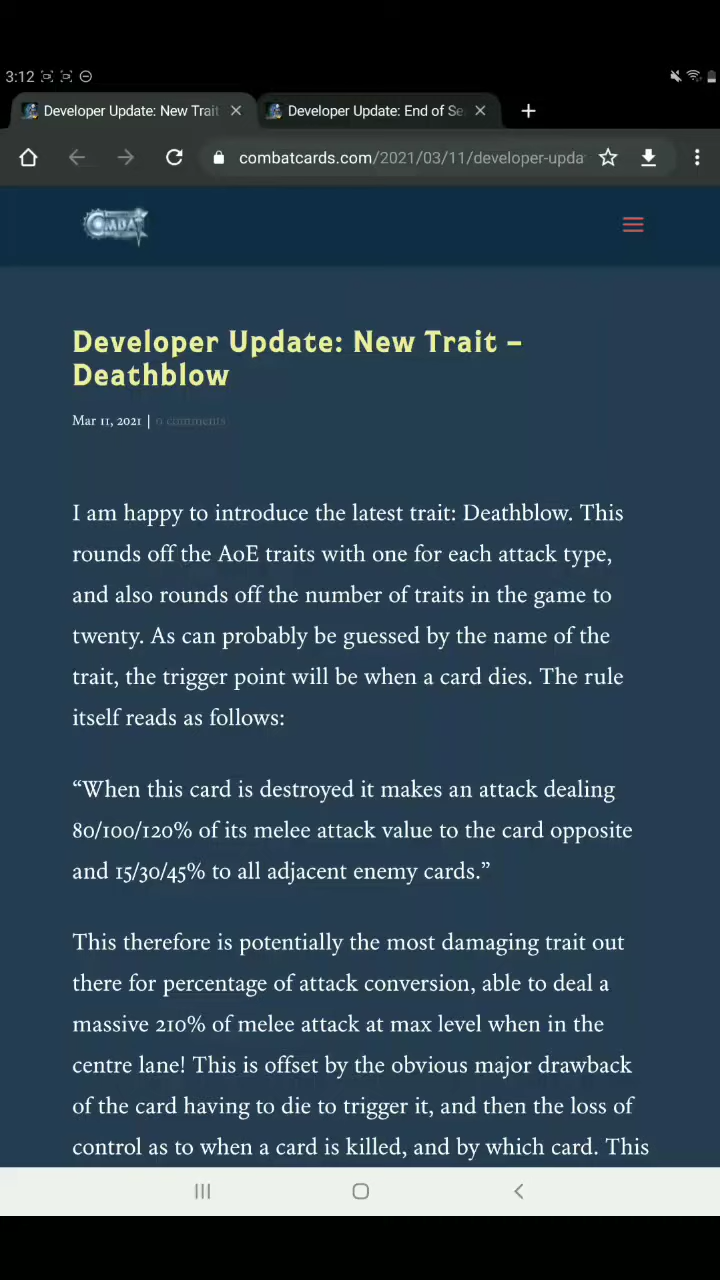 3:12
Developer Update: New Trait
Developer Update: End of Se
combatcards.com/2021/03/11/developer-upda
COMBAT
Developer Update: New Trait –
Deathblow
Mar 11, 2021 | 0 comments
I am happy to introduce the latest trait: Deathblow. This
rounds off the AoE traits with one for each attack type,
and also rounds off the number of traits in the game to
twenty. As can probably be guessed by the name of the
trait, the trigger point will be when a card dies. The rule
itself reads as follows:
“When this card is destroyed it makes an attack dealing
80/100/120% of its melee attack value to the card opposite
and 15/30/45% to all adjacent enemy cards.”
This therefore is potentially the most damaging trait out
there for percentage of attack conversion, able to deal a
massive 210% of melee attack at max level when in the
centre lane! This is offset by the obvious major drawback
of the card having to die to trigger it, and then the loss of
control as to when a card is killed, and by which card. This